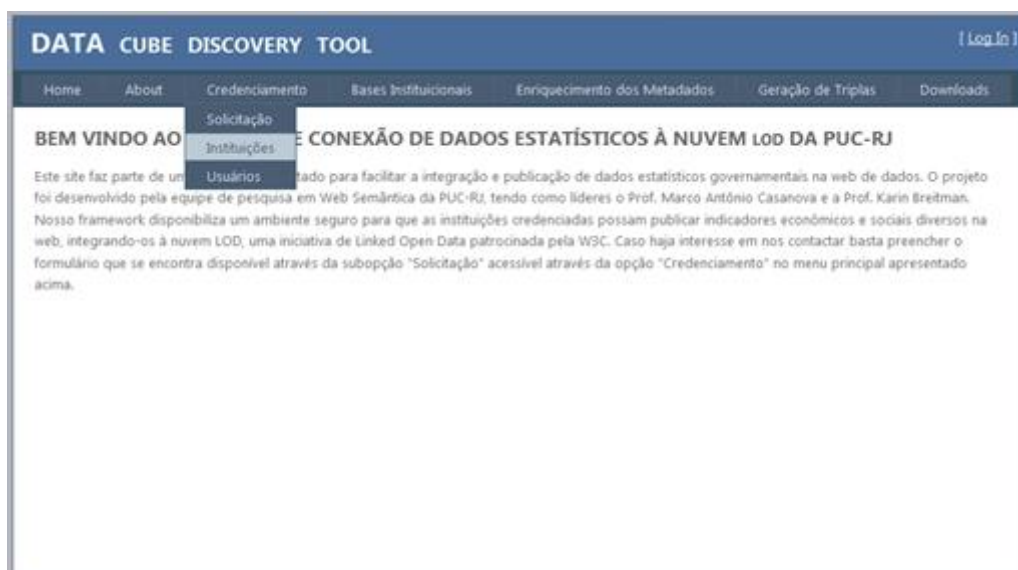 DATA CUBE DISCOVERY TOOL
[ Log In ]
Home About Credenciamento Bases Instituicionais Enriquecimento dos Metadados Geração de Triplas Downloads
Solicitação
Instituições
Usuários
BEM VINDO AO E CONEXÃO DE DADOS ESTATÍSTICOS À NUVEM LOD DA PUC-RJ
Este site faz parte de um tado para facilitar a integração e publicação de dados estatísticos governamentais na web de dados. O projeto
foi desenvolvido pela equipe de pesquisa em Web Semântica da PUC-RJ, tendo como líderes o Prof. Marco Antônio Casanova e a Prof. Karin Breitman.
Nosso framework disponibiliza um ambiente seguro para que as instituições credenciadas possam publicar indicadores econômicos e sociais diversos na
web, integrando-os à nuvem LOD, uma iniciativa de Linked Open Data patrocinada pela W3C. Caso haja interesse em nos contactar basta preencher o
formulário que se encontra disponível através da subopção "Solicitação" acessível através da opção "Credenciamento" no menu principal apresentado
acima.